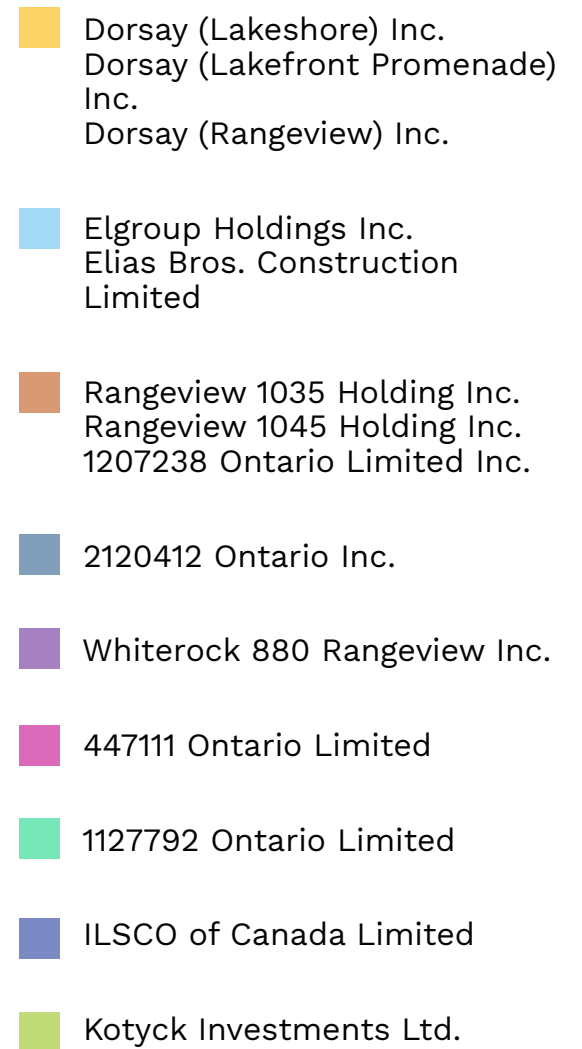 Dorsay (Lakeshore) Inc.
Dorsay (Lakefront Promenade)
Inc.
Dorsay (Rangeview) Inc.
Elgroup Holdings Inc.
Elias Bros. Construction
Limited
Rangeview 1035 Holding Inc.
Rangeview 1045 Holding Inc.
1207238 Ontario Limited Inc.
2120412 Ontario Inc.
Whiterock 880 Rangeview Inc.
447111 Ontario Limited
1127792 Ontario Limited
ILSCO of Canada Limited
Kotyck Investments Ltd.